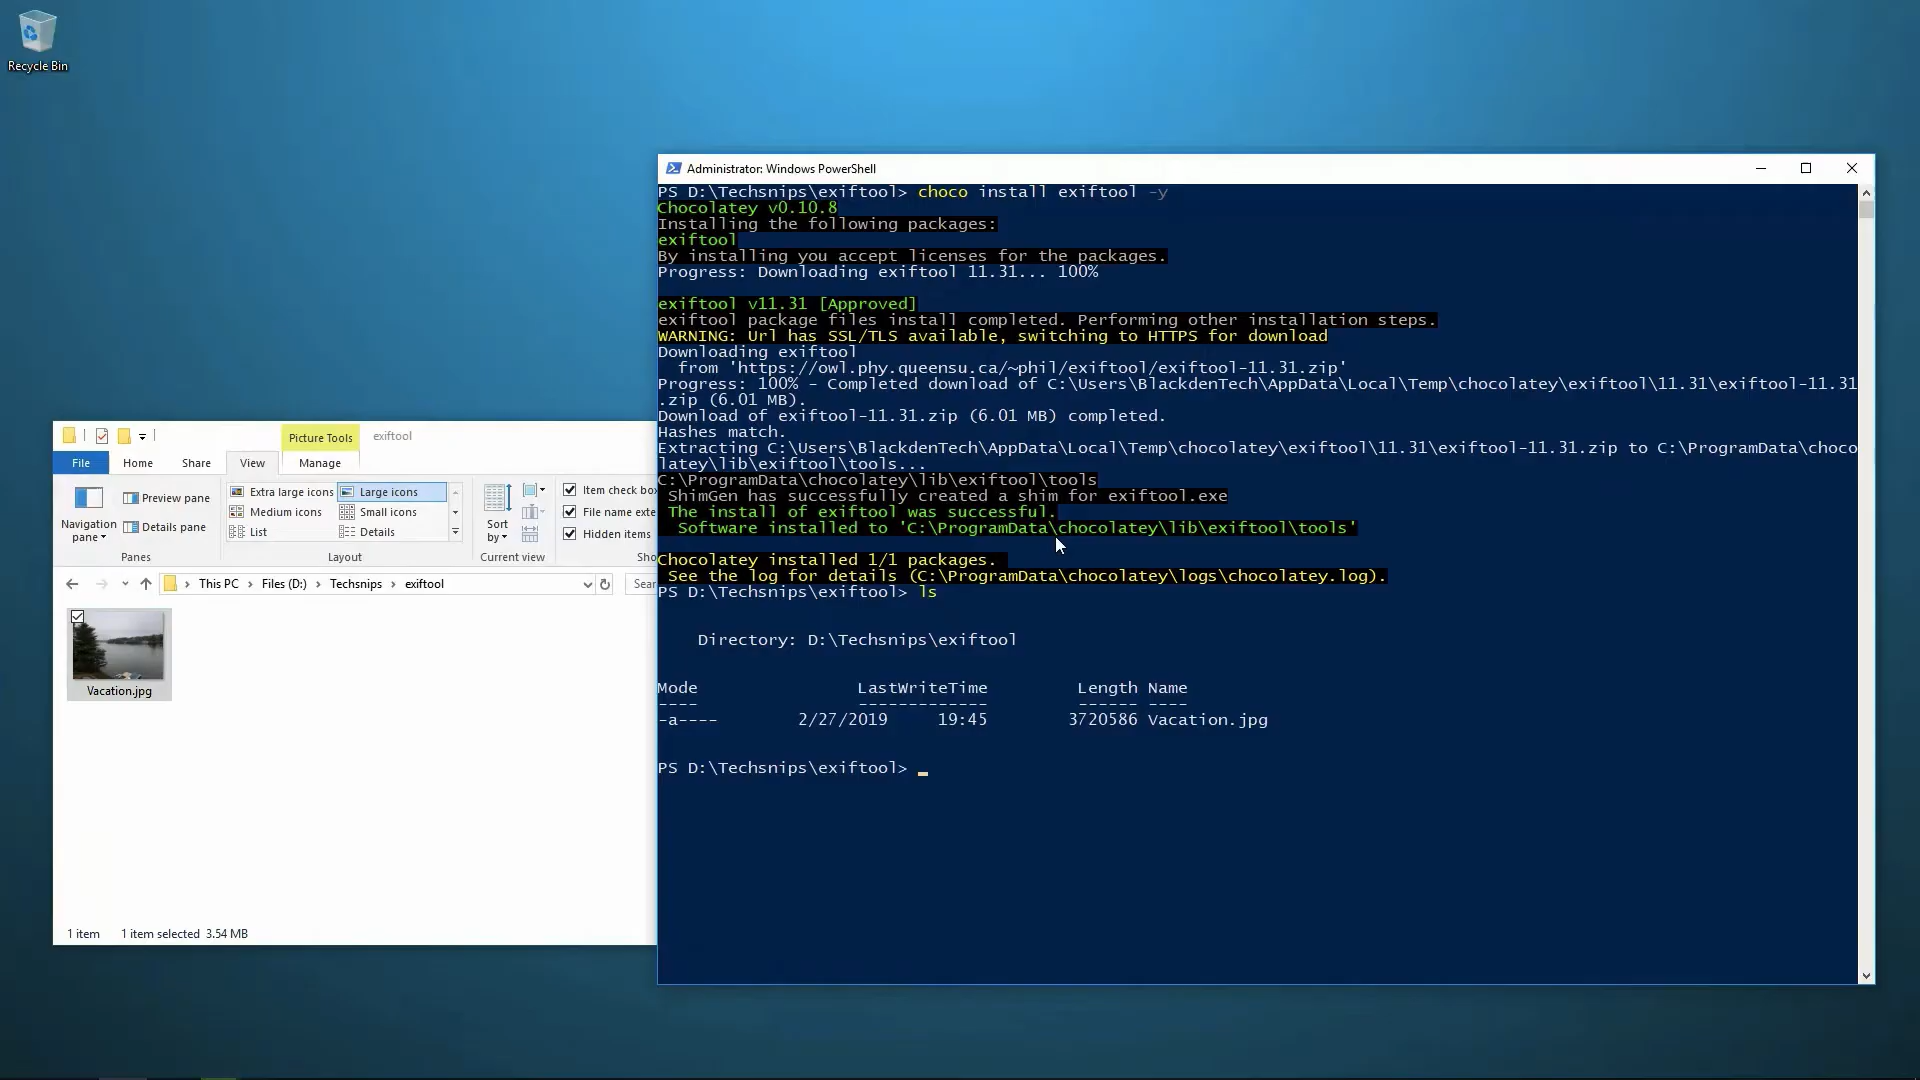 Recycle Bin
Administrator: Windows PowerShell
PS D:\Techsnips\exiftool> choco install exiftool -y
Chocolatey v0.10.8
Installing the following packages:
exiftool
By installing you accept licenses for the packages.
Progress: Downloading exiftool 11.31... 100%
exiftool v11.31 [Approved]
exiftool package files install completed. Performing other installation steps.
WARNING: Url has SSL/TLS available, switching to HTTPS for download
Downloading exiftool
from 'https://owl.phy.queensu.ca/~phil/exiftool/exiftool-11.31.zip'
Progress: 100% - Completed download of C:\Users\BlackdenTech\AppData\Local\Temp\chocolatey\exiftool\11.31\exiftool-11.31
.zip (6.01 MB).
Download of exiftool-11.31.zip (6.01 MB) completed.
Hashes match.
Extracting C:\Users\BlackdenTech\AppData\Local\Temp\chocolatey\exiftool\11.31\exiftool-11.31.zip to C:\ProgramData\choco
latey\lib\exiftool\tools...
C:\ProgramData\chocolatey\lib\exiftool\tools
ShimGen has successfully created a shim for exiftool.exe
The install of exiftool was successful.
Software installed to 'C:\ProgramData\chocolatey\lib\exiftool\tools'
Chocolatey installed 1/1 packages.
See the log for details (C:\ProgramData\chocolatey\logs\chocolatey.log).
PS D:\Techsnips\exiftool> ls
Directory: D:\Techsnips\exiftool
Mode LastWriteTime Length Name
---- ------------- ------ ----
-a---- 2/27/2019 19:45 3720586 Vacation.jpg
PS D:\Techsnips\exiftool>
Picture Tools exiftool
File Home Share View Manage
Navigation pane
Preview pane
Details pane
Panes
Extra large icons Large icons
Medium icons Small icons
List Details
Layout
Sort by
Current view
Item check box
File name exte
Hidden items
Sho
This PC Files (D:) Techsnips exiftool
Sear
Vacation.jpg
1 item 1 item selected 3.54 MB